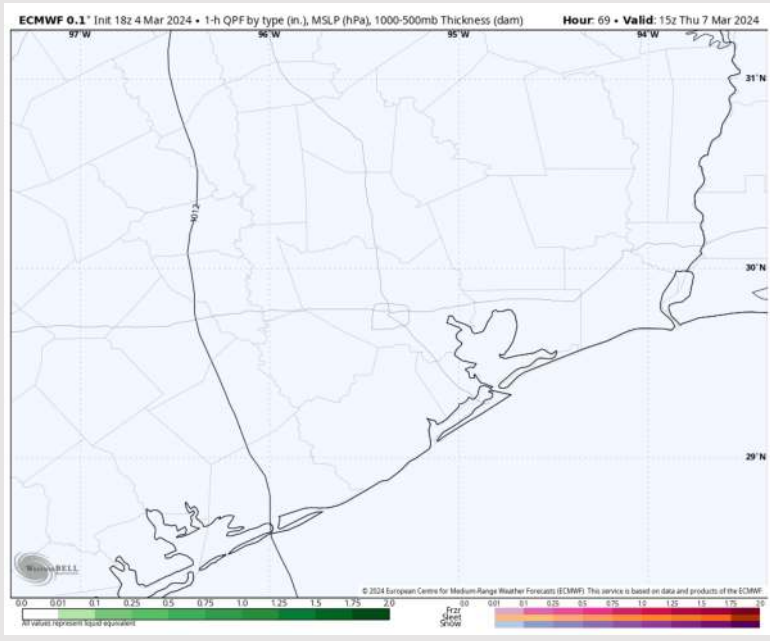 ECMWF 0.1° Init 18z 4 Mar 2024 • 1-h QPF by type (in.), MSLP (hPa), 1000-500mb Thickness (dam) Hour: 69 • Valid: 15z Thu 7 Mar 2024
97°W 96°W 95°W 94°W
31°N
1012
30°N
29°N
WeatherBELL
© 2024 European Centre for Medium-Range Weather Forecasts (ECMWF). This service is based on data and products of the ECMWF.
0.0 0.01 0.1 0.25 0.5 0.75 1.0 1.25 1.5 1.75 2.0
All values represent liquid equivalent
0.0 0.01 0.1 0.25 0.5 0.75 1.0 1.25 1.5 1.75 2.0
Frzr
Sleet
Snow